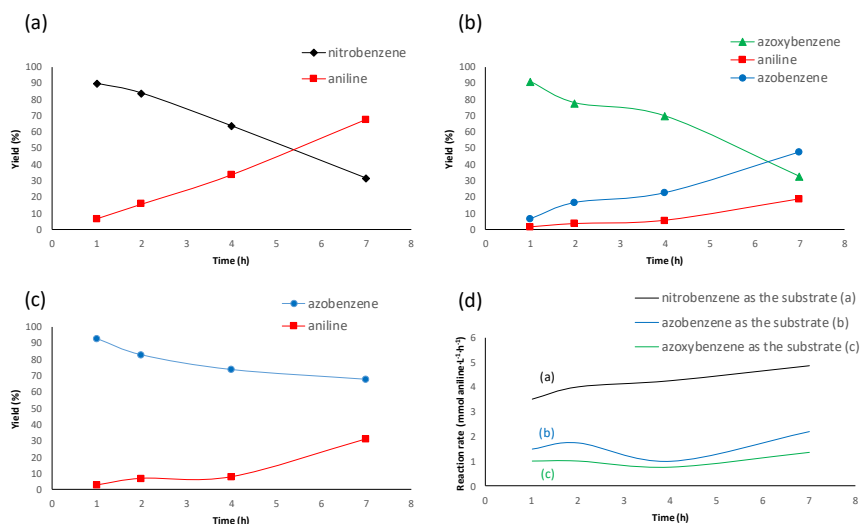 (a)
nitrobenzene
aniline
100
90
80
70
60
50
40
30
20
10
0
Yield (%)
0 1 2 3 4 5 6 7 8
Time (h)
(b)
azoxybenzene
aniline
azobenzene
100
90
80
70
60
50
40
30
20
10
0
Yield (%)
0 1 2 3 4 5 6 7 8
Time (h)
(c)
azobenzene
aniline
100
90
80
70
60
50
40
30
20
10
0
Yield (%)
0 1 2 3 4 5 6 7 8
Time (h)
(d)
nitrobenzene as the substrate (a)
azobenzene as the substrate (b)
azoxybenzene as the substrate (c)
6
5
4
3
2
1
0
Reaction rate (mmol aniline·L⁻¹·h⁻¹)
(a)
(b)
(c)
0 1 2 3 4 5 6 7 8
Time (h)